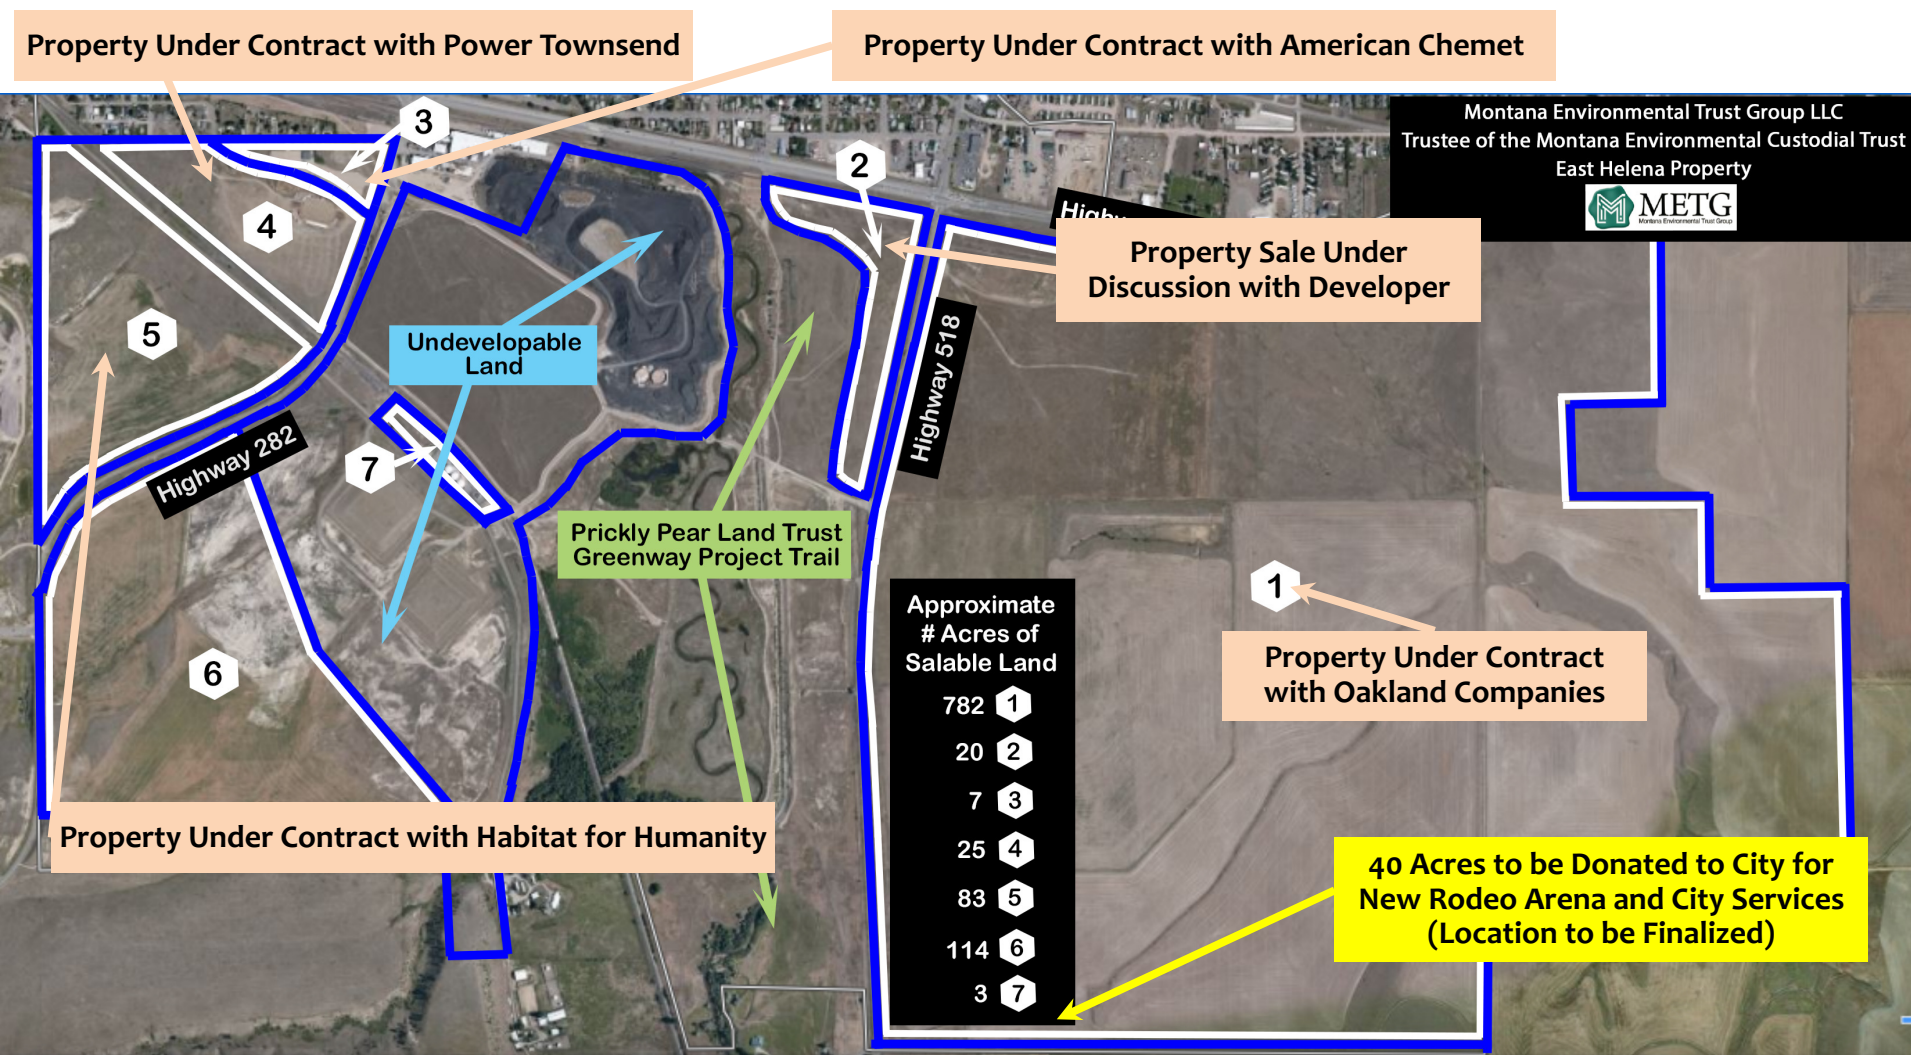 Property Under Contract with Power Townsend
Property Under Contract with American Chemet
Montana Environmental Trust Group LLC
Trustee of the Montana Environmental Custodial Trust
East Helena Property
METG
Montana Environmental Trust Group
3
2
4
5
7
6
1
Property Sale Under
Discussion with Developer
Highway 518
Undevelopable
Land
Highway 282
Prickly Pear Land Trust
Greenway Project Trail
Property Under Contract
with Oakland Companies
Approximate
# Acres of
Salable Land
782 1
20 2
7 3
25 4
83 5
114 6
3 7
Property Under Contract with Habitat for Humanity
40 Acres to be Donated to City for
New Rodeo Arena and City Services
(Location to be Finalized)